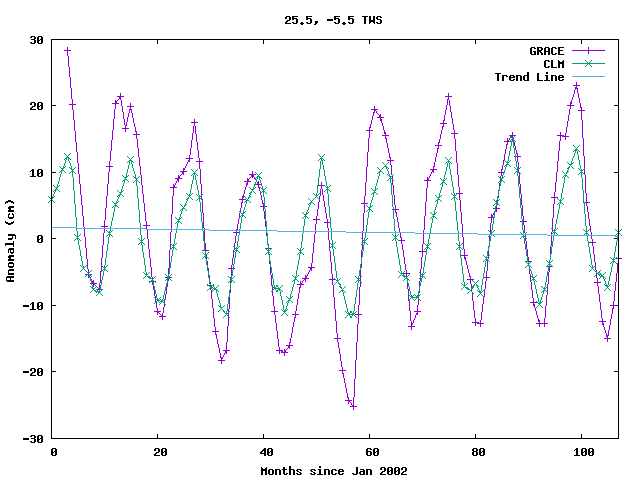 25.5, -5.5 TWS
GRACE
CLM
Trend Line
30
20
10
0
-10
-20
-30
Anomaly (cm)
0 20 40 60 80 100
Months since Jan 2002